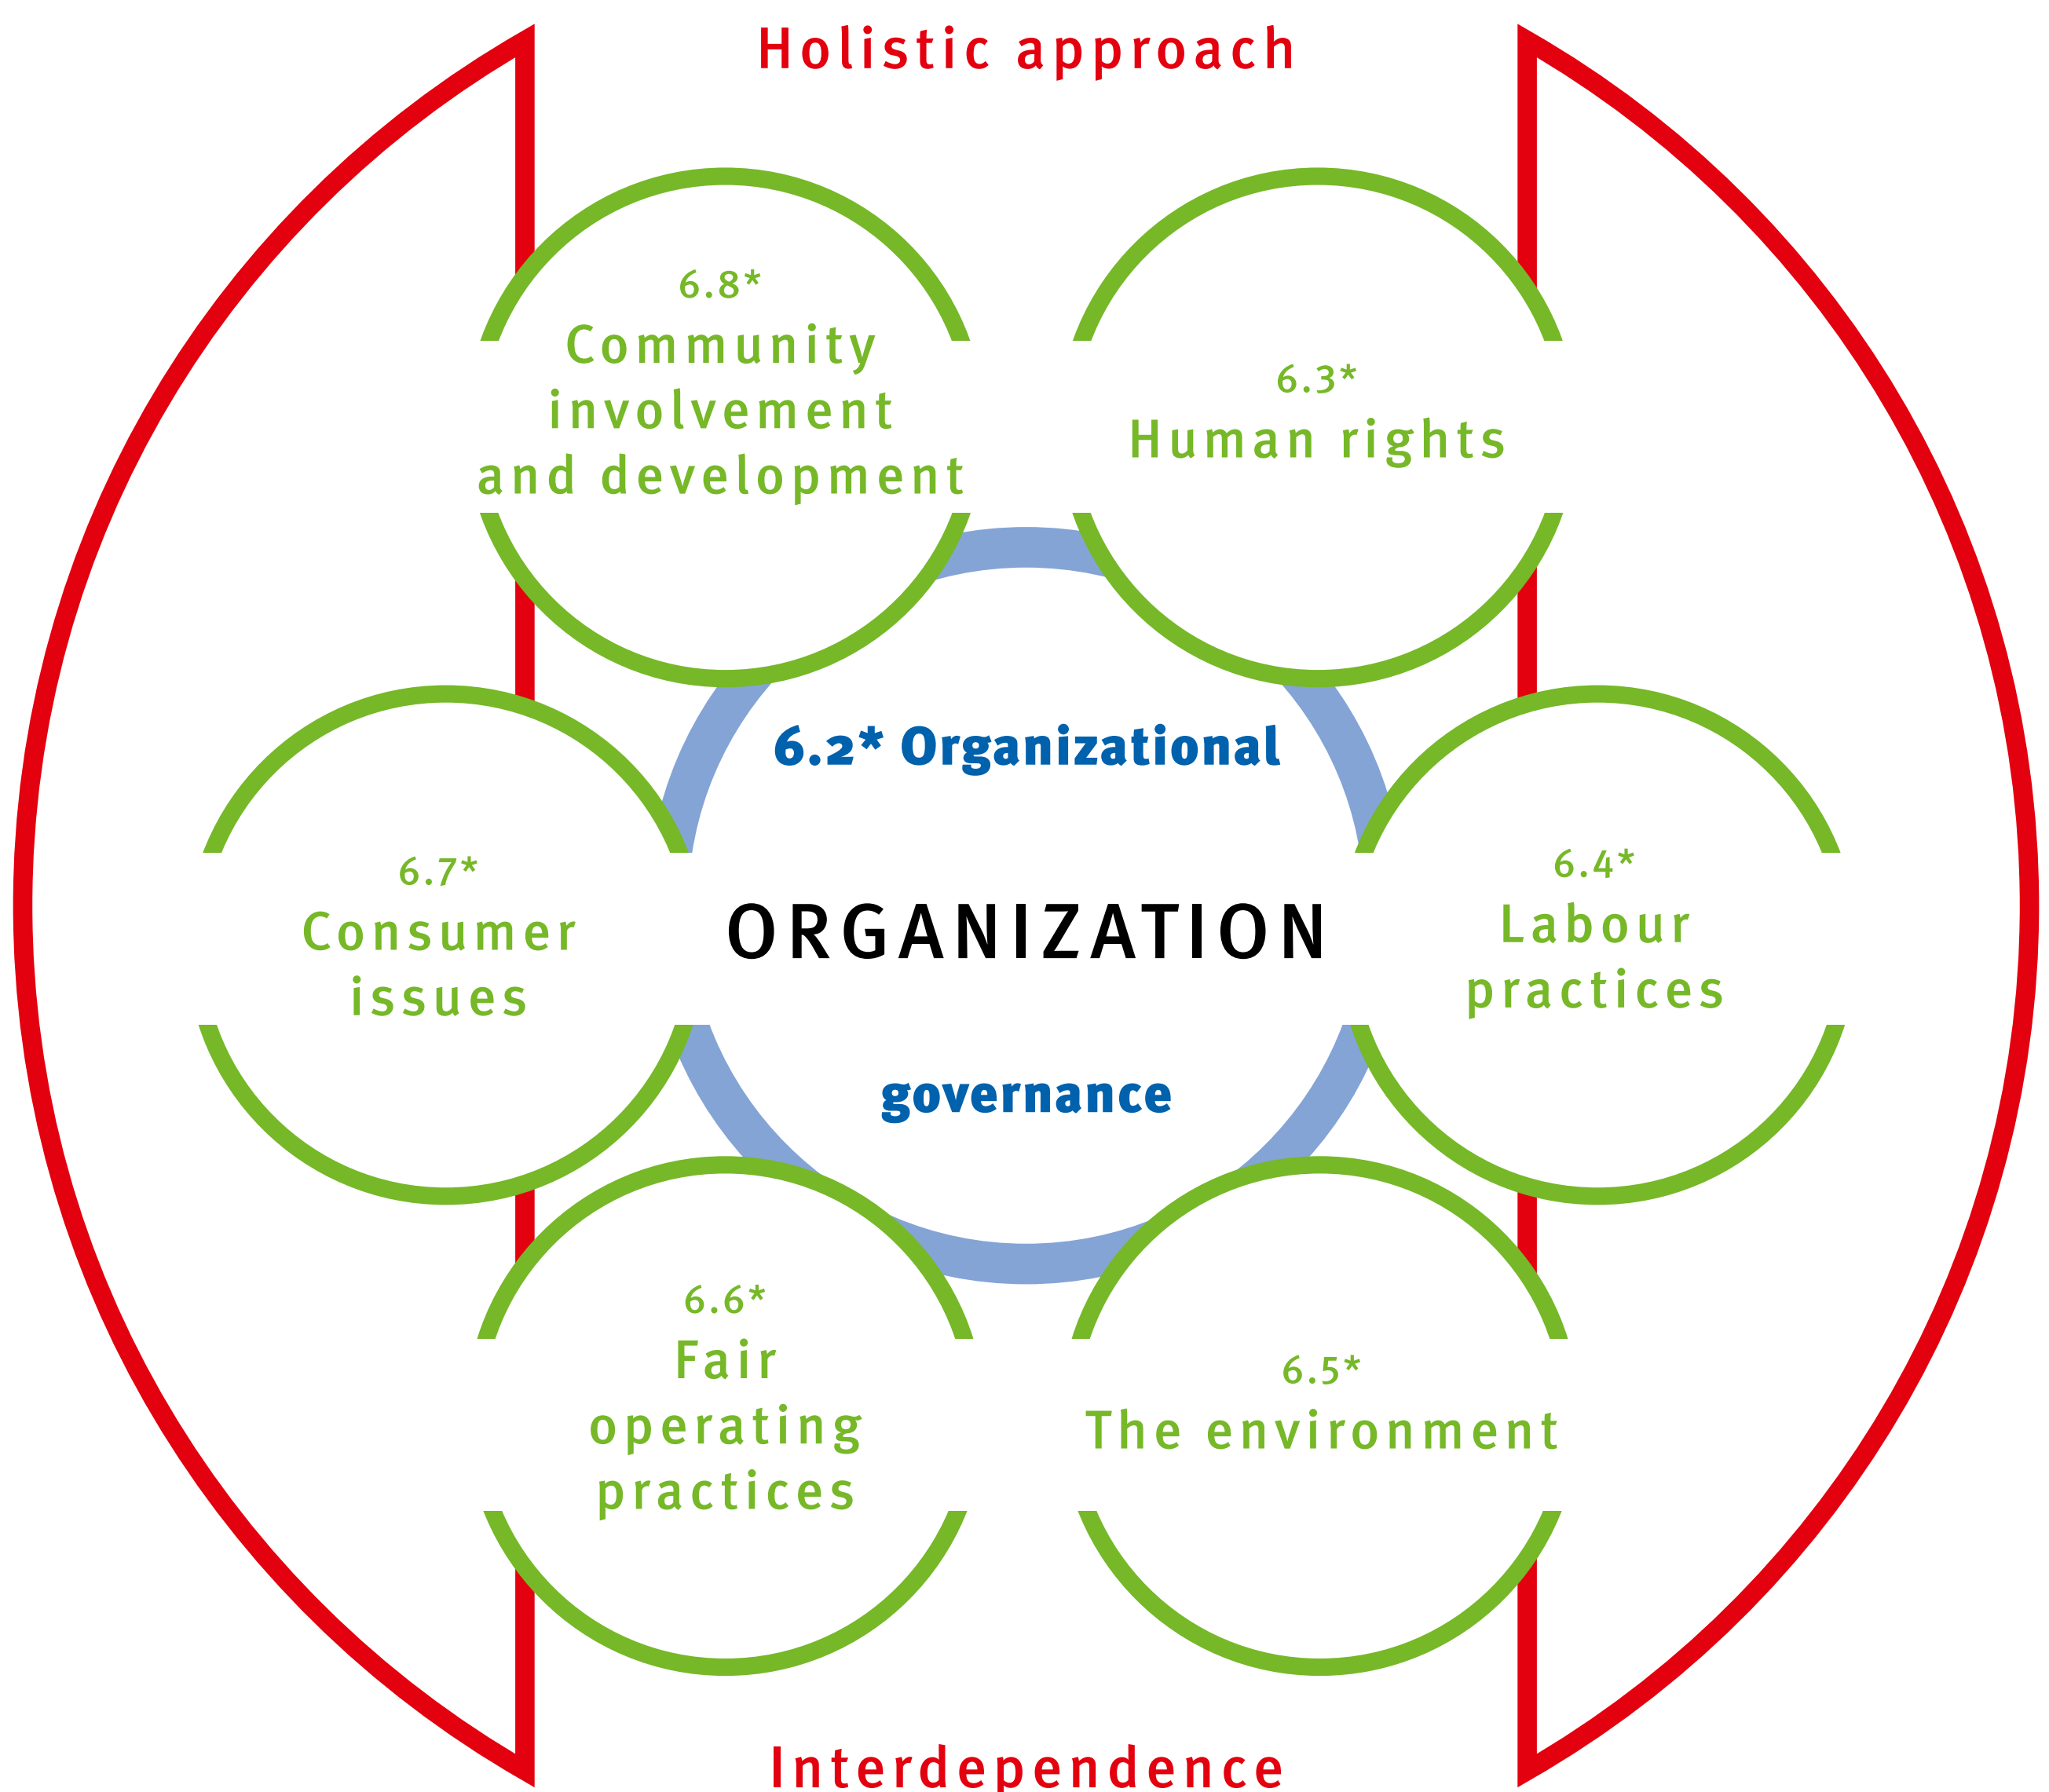 Holistic approach
6.8*
Community
involvement
and development
6.3*
Human rights
6.2* Organizational
6.7*
Consumer
issues
ORGANIZATION
6.4*
Labour
practices
governance
6.6*
Fair
operating
practices
6.5*
The environment
Interdependence